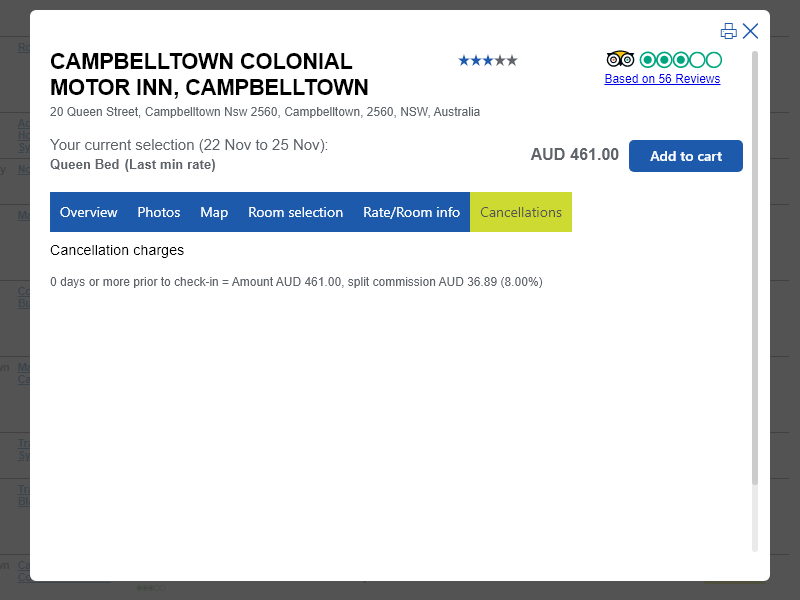 CAMPBELLTOWN COLONIAL
MOTOR INN, CAMPBELLTOWN
20 Queen Street, Campbelltown Nsw 2560, Campbelltown, 2560, NSW, Australia
Based on 56 Reviews
Your current selection (22 Nov to 25 Nov):
Queen Bed (Last min rate)
AUD 461.00
Add to cart
Overview Photos Map Room selection Rate/Room info Cancellations
Cancellation charges
0 days or more prior to check-in = Amount AUD 461.00, split commission AUD 36.89 (8.00%)